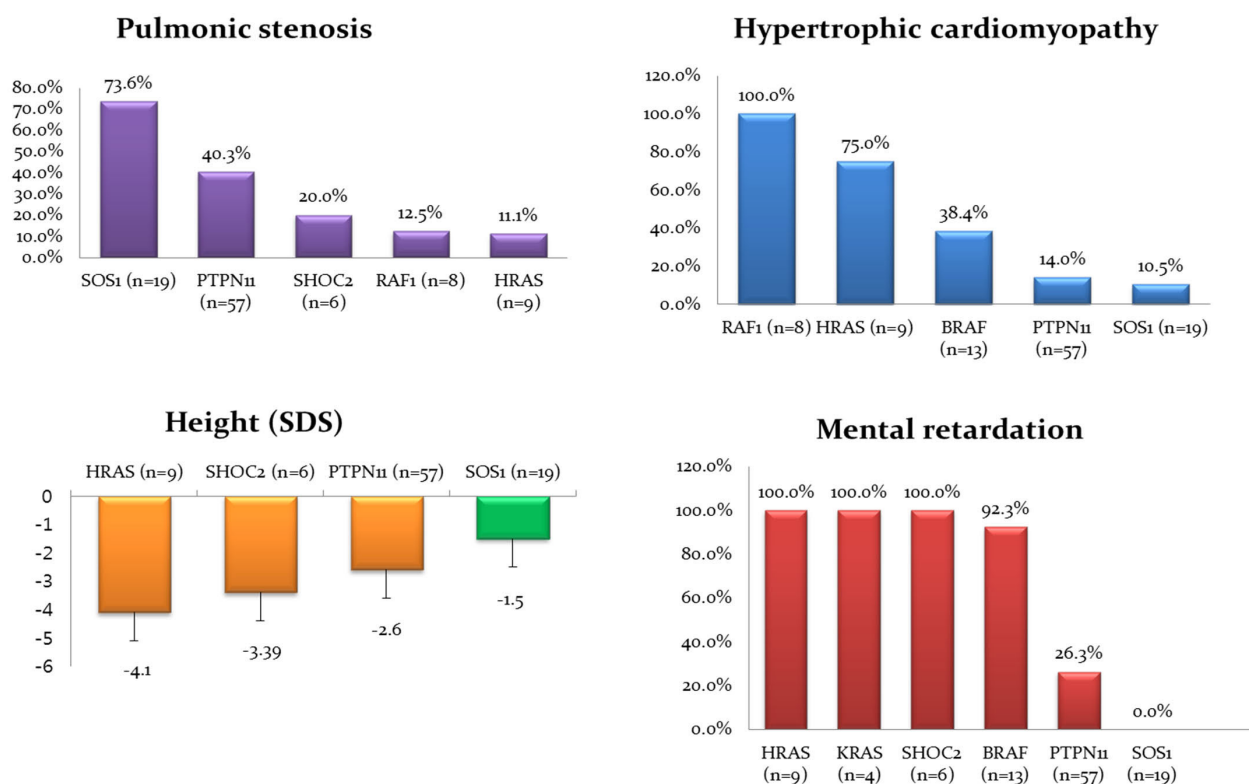 Pulmonic stenosis
80.0%
70.0%
60.0%
50.0%
40.0%
30.0%
20.0%
10.0%
0.0%
73.6%
40.3%
20.0%
12.5%
11.1%
SOS1 (n=19)
PTPN11
(n=57)
SHOC2
(n=6)
RAF1 (n=8)
HRAS
(n=9)
Hypertrophic cardiomyopathy
120.0%
100.0%
80.0%
60.0%
40.0%
20.0%
0.0%
100.0%
75.0%
38.4%
14.0%
10.5%
RAF1 (n=8)
HRAS (n=9)
BRAF
(n=13)
PTPN11
(n=57)
SOS1 (n=19)
Height (SDS)
HRAS (n=9)
SHOC2 (n=6)
PTPN11 (n=57)
SOS1 (n=19)
0
-1
-2
-3
-4
-5
-6
-4.1
-3.39
-2.6
-1.5
Mental retardation
120.0%
100.0%
80.0%
60.0%
40.0%
20.0%
0.0%
100.0%
100.0%
100.0%
92.3%
26.3%
0.0%
HRAS
(n=9)
KRAS
(n=4)
SHOC2
(n=6)
BRAF
(n=13)
PTPN11
(n=57)
SOS1
(n=19)